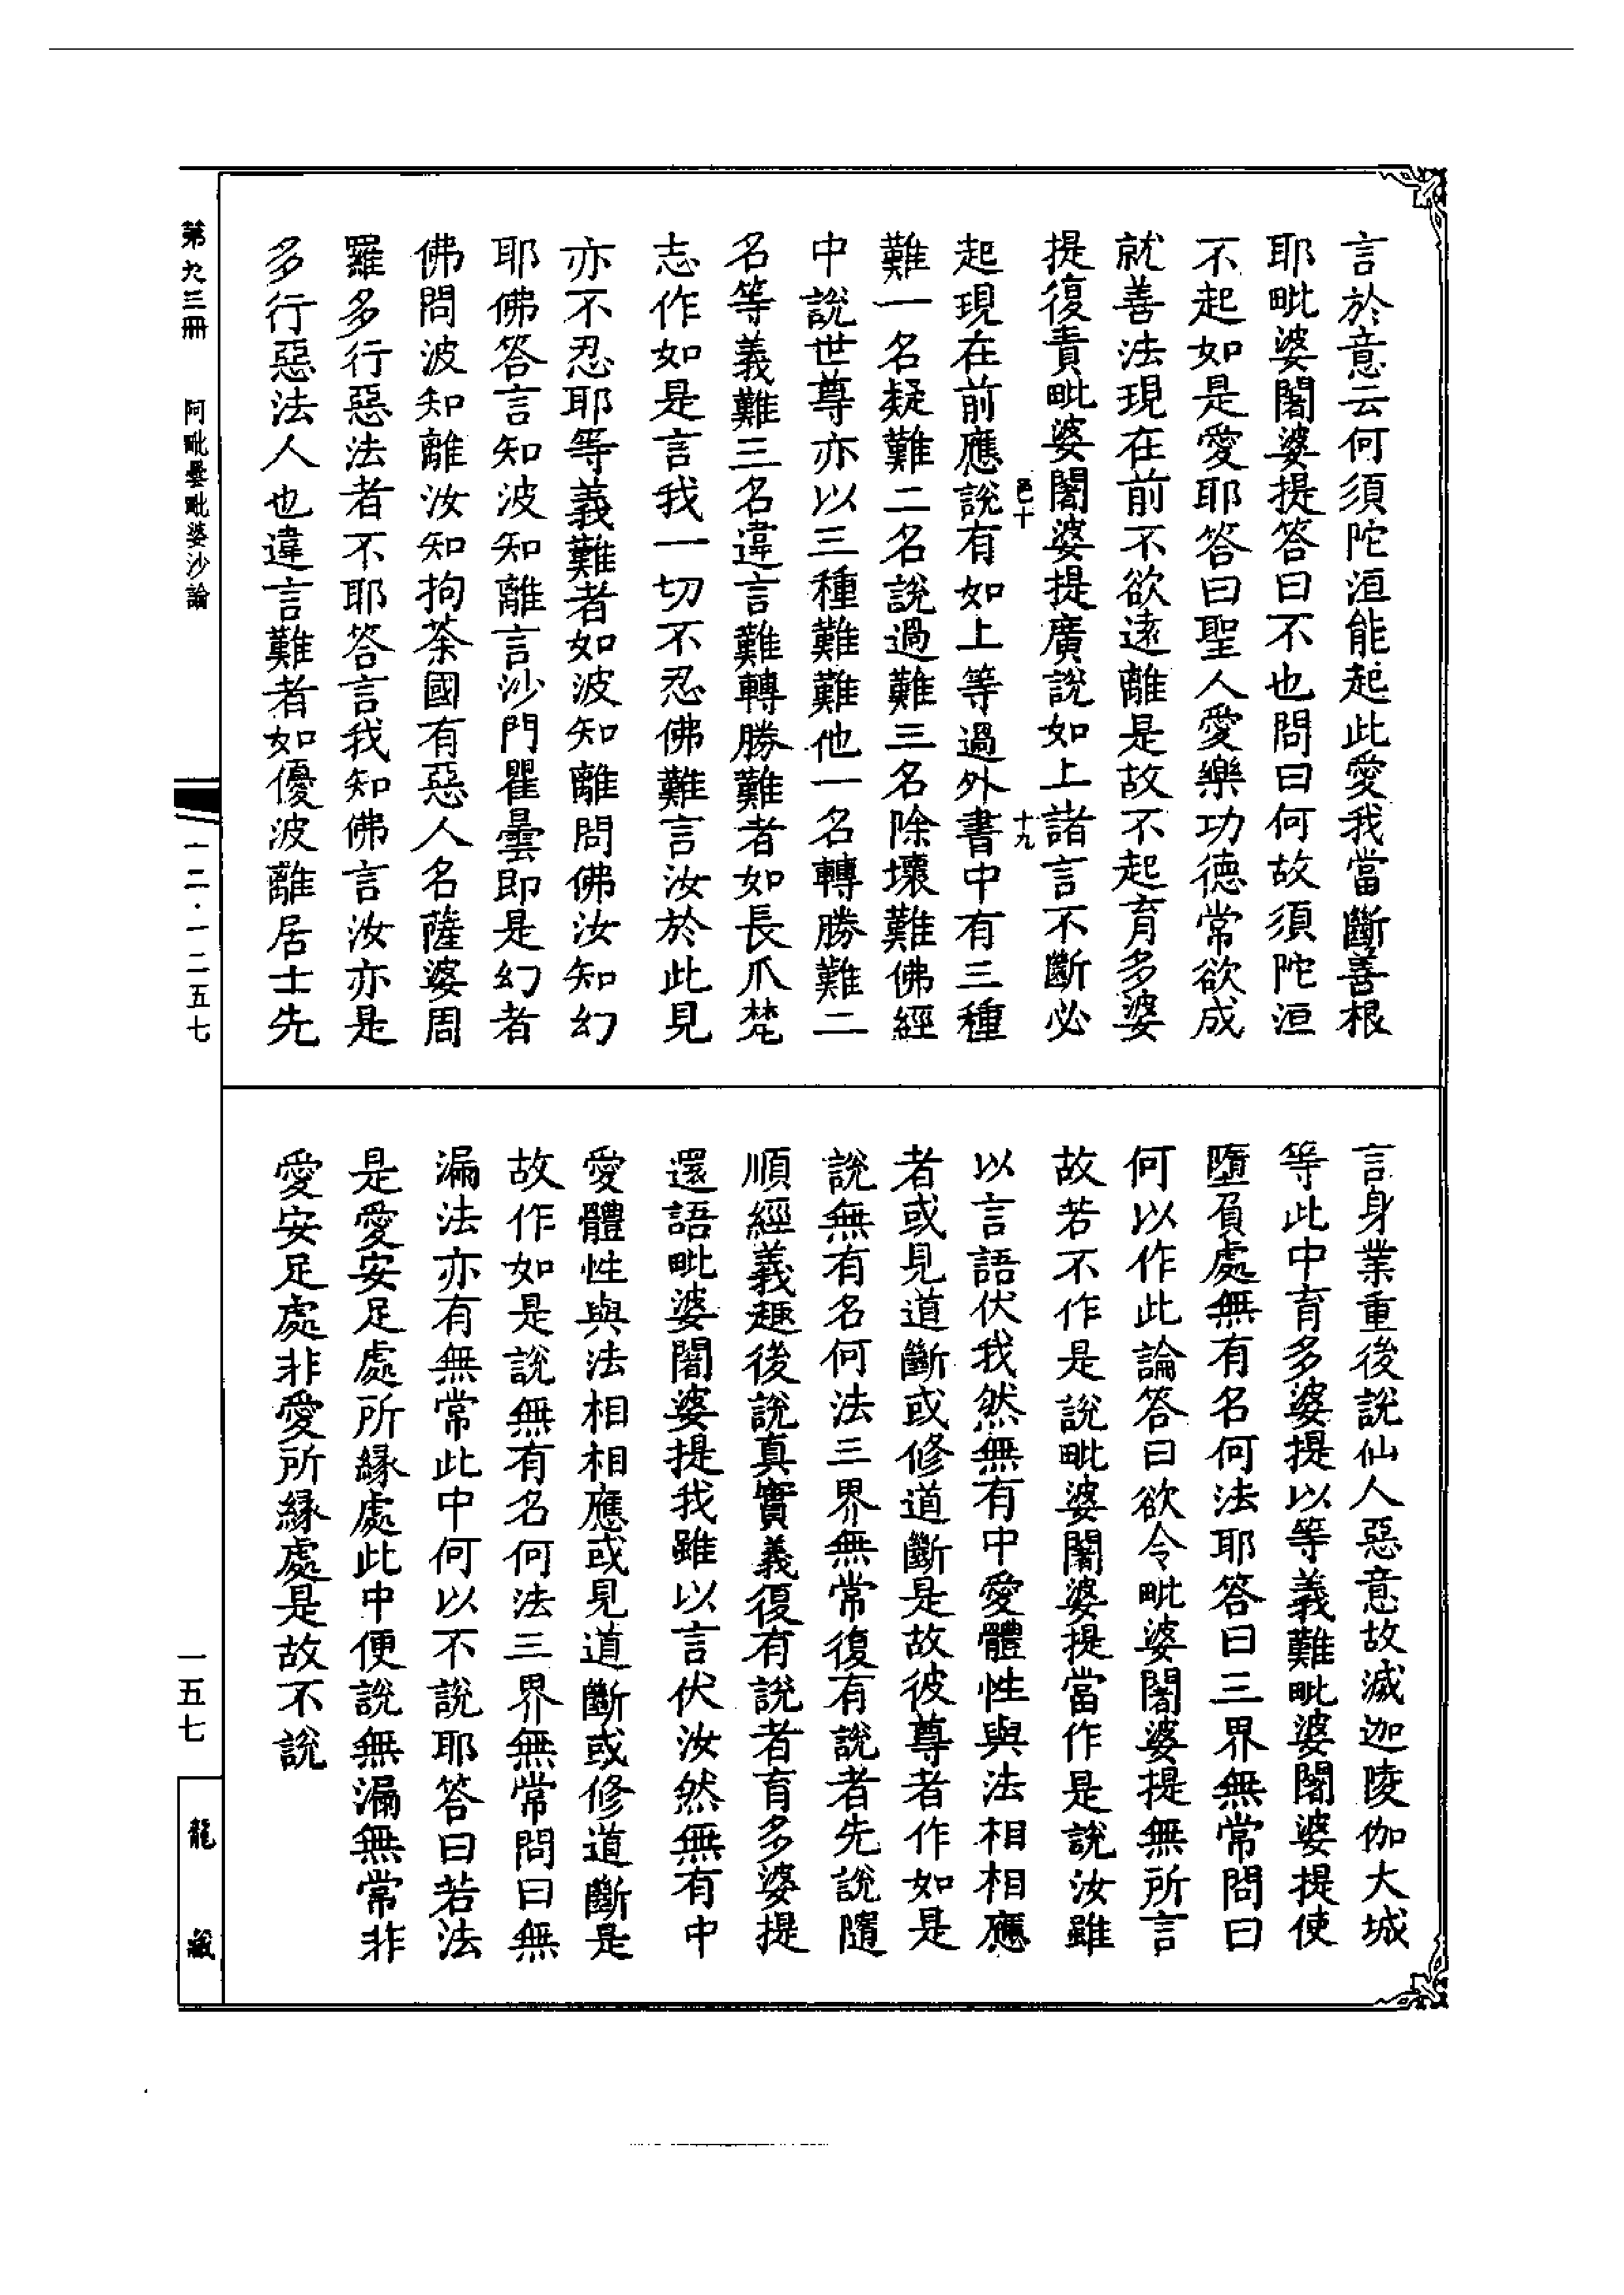 言於意云何須陀洹能起此愛我當斷善根
耶毗婆闍婆提答曰不也問曰何故須陀洹
不起如是愛耶答曰聖人愛樂功德常欲成
就善法現在前不欲遠離是故不起育多婆
提復責毗婆闍婆提廣說如上諸言不斷必
邑十
十九
起現在前應說有如上等過外書中有三種
難一名疑難二名說過難三名除壞難佛經
中說世尊亦以三種難難他一名轉勝難二
名等義難三名違言難轉勝難者如長爪梵
志作如是言我一切不忍佛難言汝於此見
亦不忍耶等義難者如波知離問佛汝知幻
耶佛答言知波知離言沙門瞿曇即是幻者
佛問波知離汝知拘茶國有惡人名薩婆周
羅多行惡法者不耶答言我知佛言汝亦是
多行惡法人也違言難者如優波離居士先
言身業重後說仙人惡意故滅迦陵伽大城
等此中育多婆提以等義難毗婆闍婆提使
墮負處無有名何法耶答曰三界無常問曰
何以作此論答曰欲令毗婆闍婆提無所言
故若不作是說毗婆闍婆提當作是說汝雖
以言語伏我然無有中愛體性與法相相應
者或見道斷或修道斷是故彼尊者作如是
說無有名何法三界無常復有說者先說隨
順經義趣後說真實義復有說者育多婆提
還語毗婆闍婆提我雖以言伏汝然無有中
愛體性與法相相應或見道斷或修道斷是
故作如是說無有名何法三界無常問曰無
漏法亦有無常此中何以不說耶答曰若法
是愛安足處所緣處此中便說無漏無常非
愛安足處非愛所緣處是故不說
第九三冊　阿毗曇毗婆沙論
一二·一二五七
一五七
龍藏